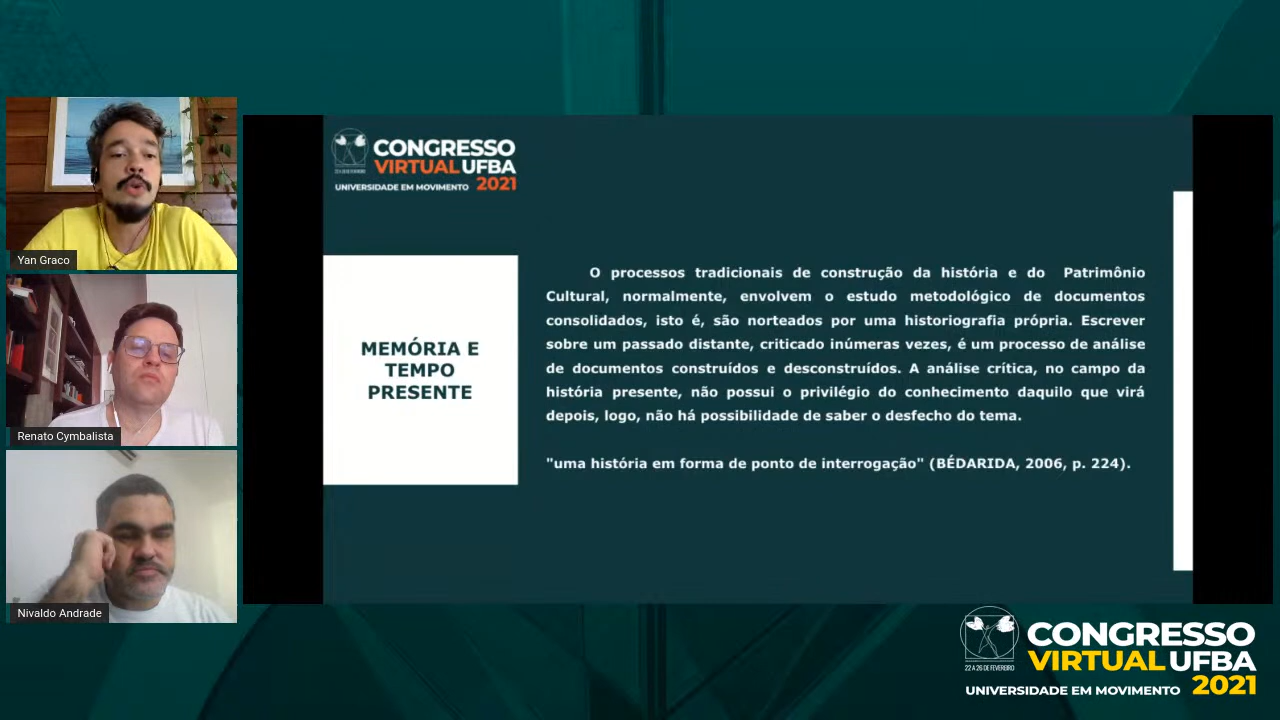 Yan Graco
Renato Cymbalista
Nivaldo Andrade
CONGRESSO
VIRTUAL UFBA
UNIVERSIDADE EM MOVIMENTO 2021
MEMÓRIA E
TEMPO
PRESENTE
O processos tradicionais de construção da história e do Patrimônio
Cultural, normalmente, envolvem o estudo metodológico de documentos
consolidados, isto é, são norteados por uma historiografia própria. Escrever
sobre um passado distante, criticado inúmeras vezes, é um processo de análise
de documentos construídos e desconstruídos. A análise crítica, no campo da
história presente, não possui o privilégio do conhecimento daquilo que virá
depois, logo, não há possibilidade de saber o desfecho do tema.
"uma história em forma de ponto de interrogação" (BÉDARIDA, 2006, p. 224).
22 A 26 DE FEVEREIRO
CONGRESSO
VIRTUAL UFBA
UNIVERSIDADE EM MOVIMENTO 2021